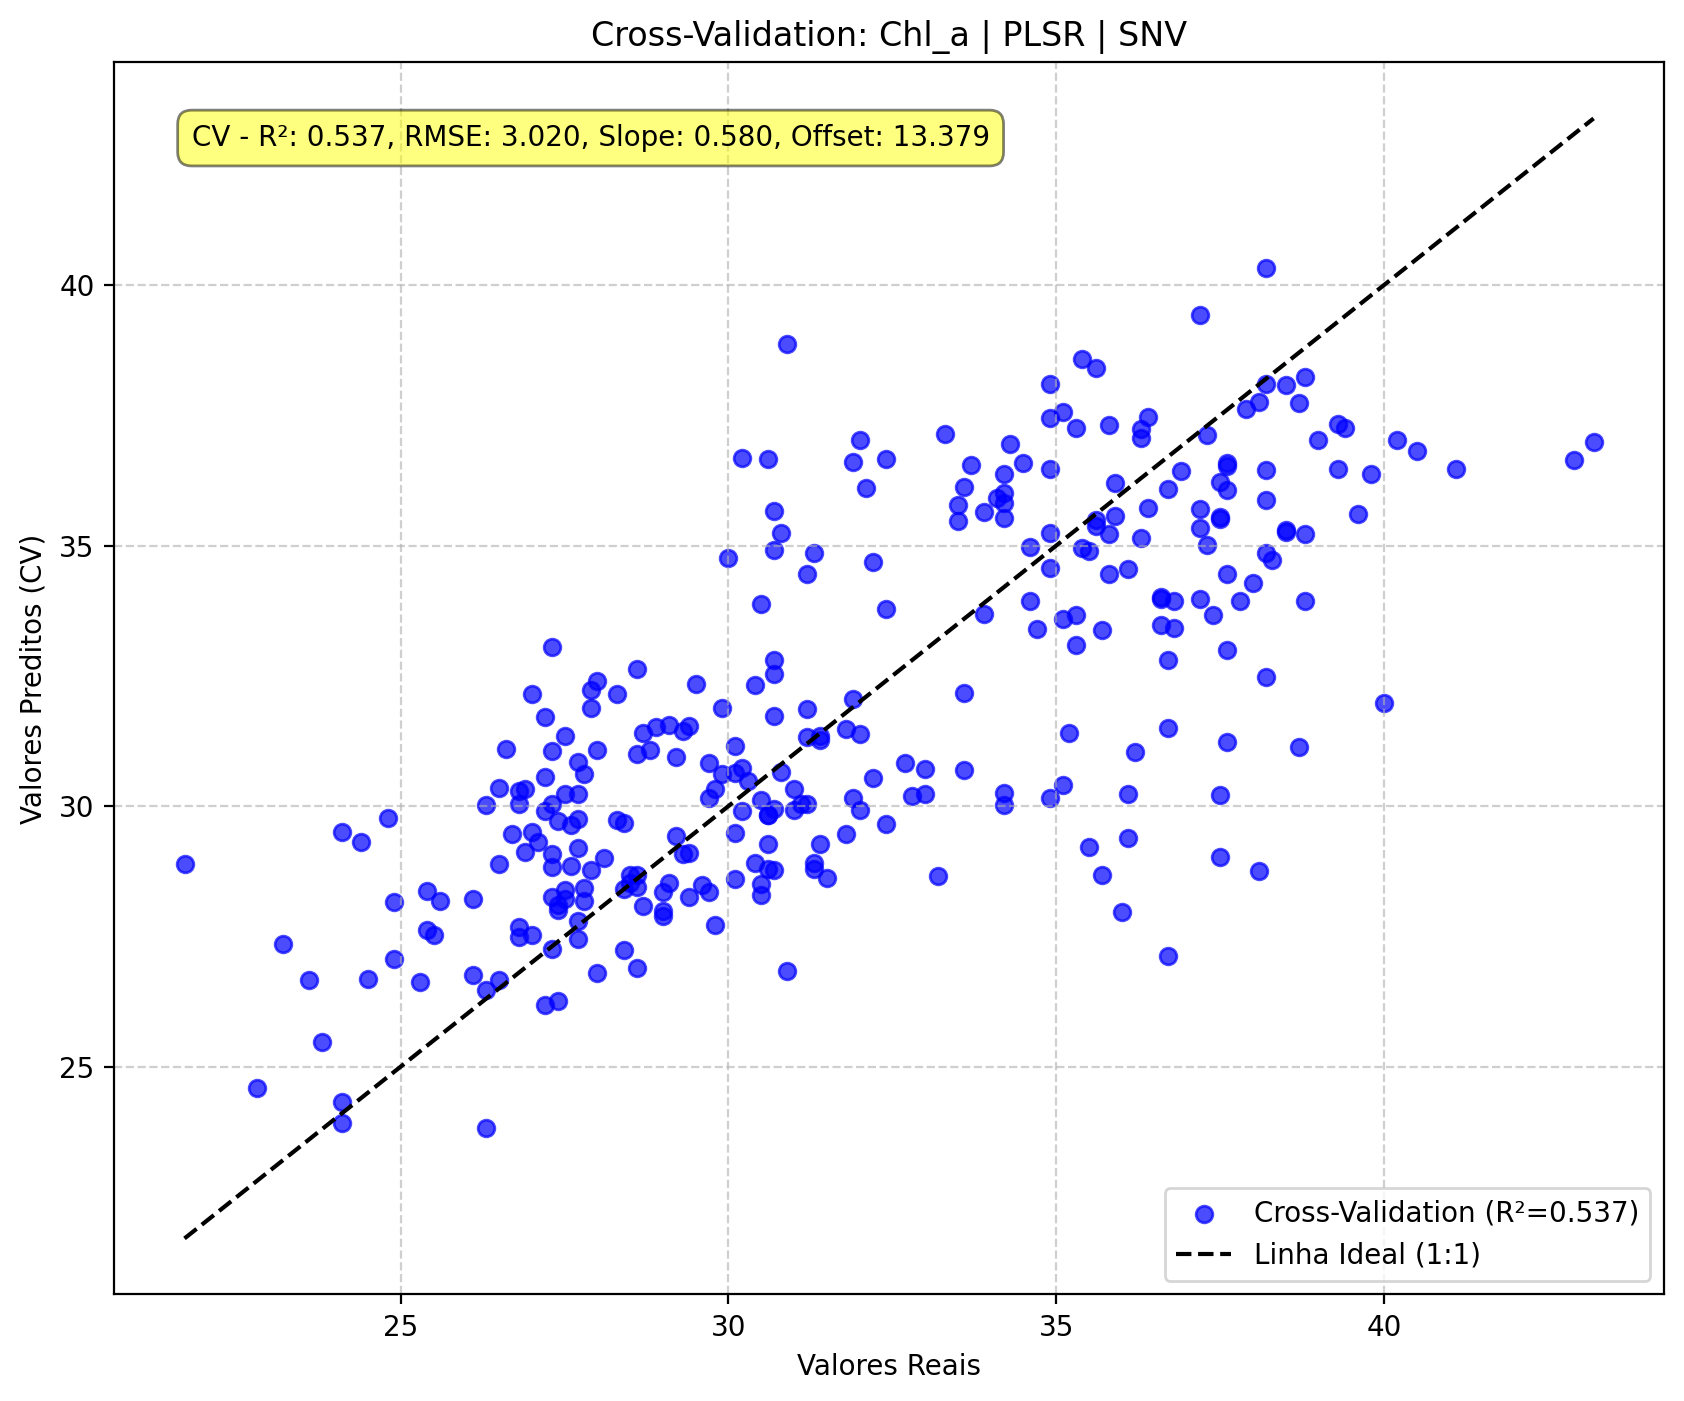 Cross-Validation: Chl_a | PLSR | SNV
CV - R²: 0.537, RMSE: 3.020, Slope: 0.580, Offset: 13.379
Valores Preditos (CV)
40
35
30
25
25
30
35
40
Valores Reais
Cross-Validation (R²=0.537)
Linha Ideal (1:1)